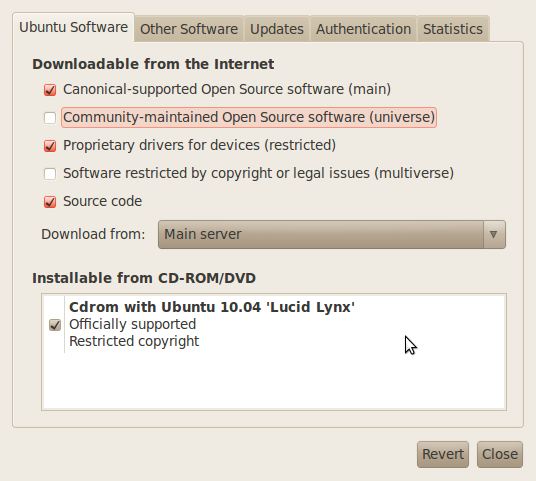 Ubuntu Software Other Software Updates Authentication Statistics
Downloadable from the Internet
Canonical-supported Open Source software (main)
Community-maintained Open Source software (universe)
Proprietary drivers for devices (restricted)
Software restricted by copyright or legal issues (multiverse)
Source code
Download from: Main server
Installable from CD-ROM/DVD
Cdrom with Ubuntu 10.04 'Lucid Lynx'
Officially supported
Restricted copyright
Revert Close